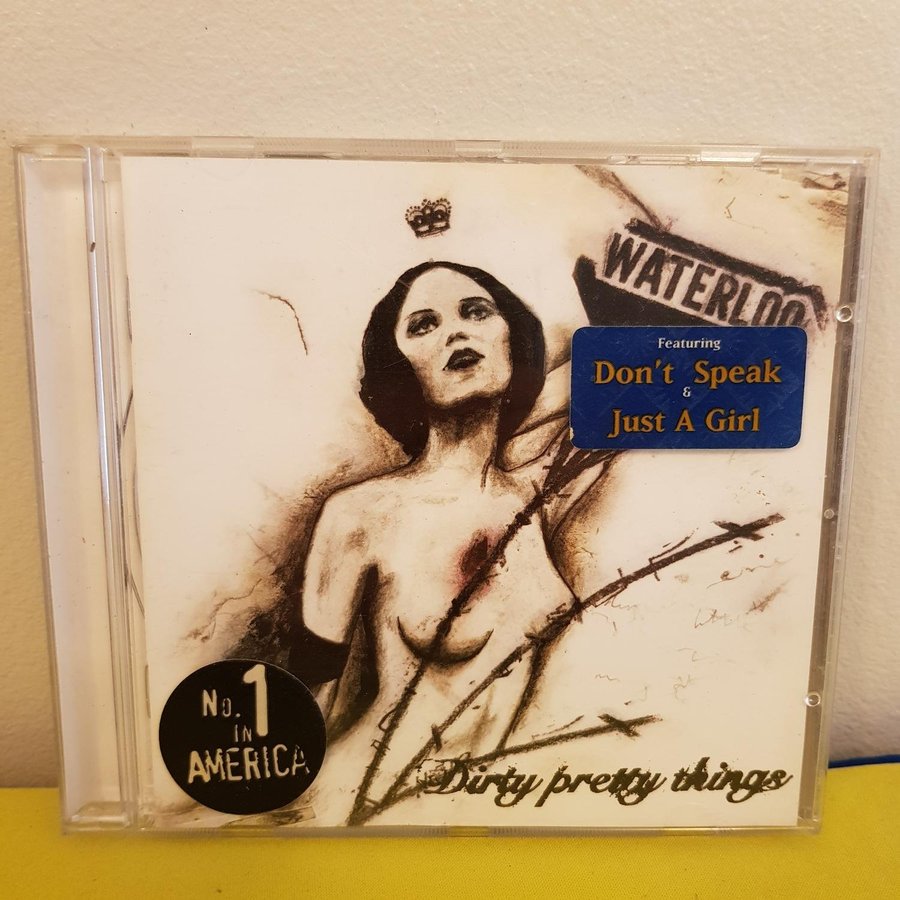 WATERLOO
Featuring
Don't Speak
&
Just A Girl
No. 1
IN
AMERICA
Dirty pretty things